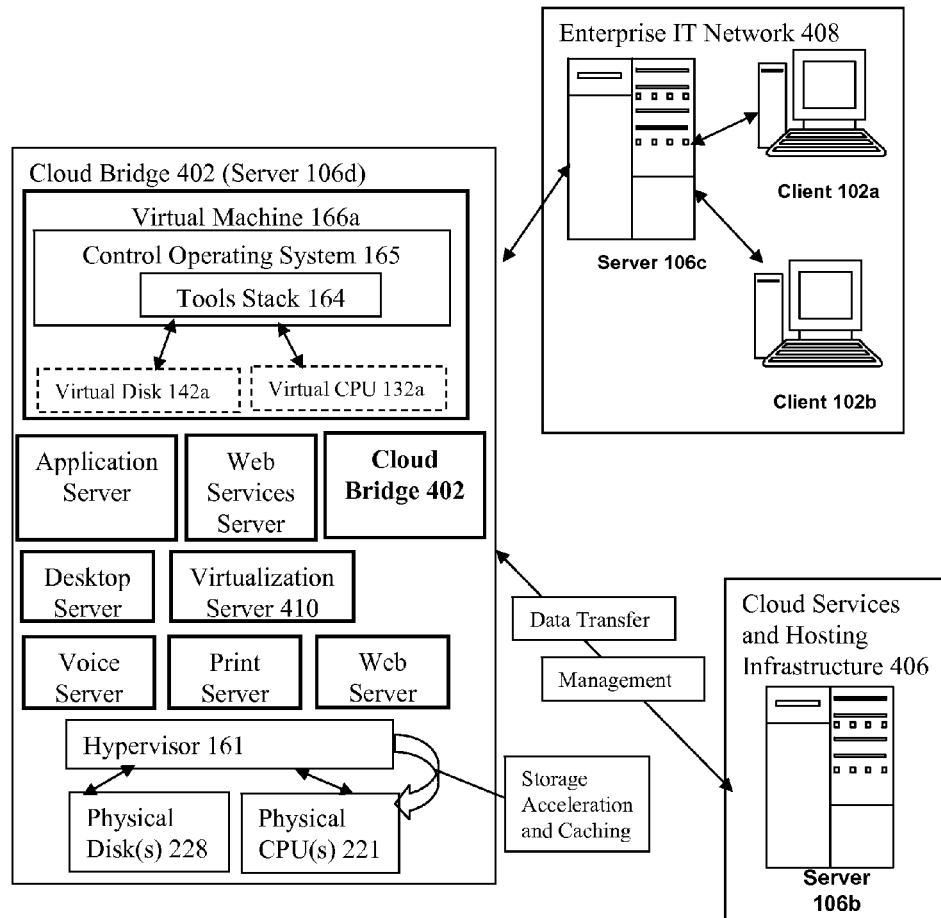 Enterprise IT Network 408
Client 102a
Server 106c
Client 102b
Cloud Bridge 402 (Server 106d)
Virtual Machine 166a
Control Operating System 165
Tools Stack 164
Virtual Disk 142a
Virtual CPU 132a
Application
Server
Web
Services
Server
Cloud
Bridge 402
Desktop
Server
Virtualization
Server 410
Voice
Server
Print
Server
Web
Server
Hypervisor 161
Physical
Disk(s) 228
Physical
CPU(s) 221
Data Transfer
Management
Storage
Acceleration
and Caching
Cloud Services
and Hosting
Infrastructure 406
Server
106b